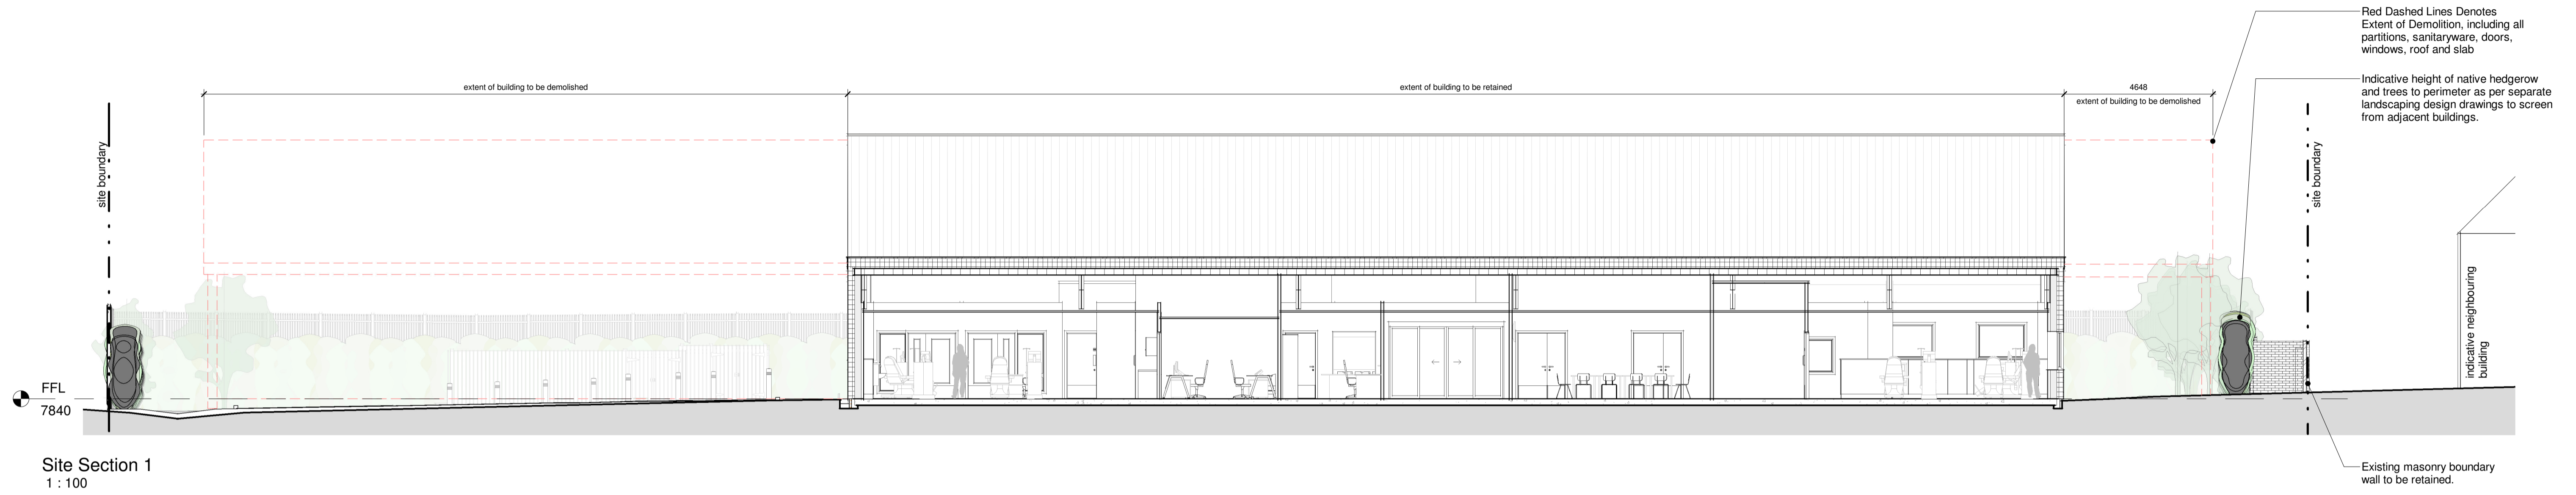 Red Dashed Lines Denotes
Extent of Demolition, including all
partitions, sanitaryware, doors,
windows, roof and slab
Indicative height of native hedgerow
and trees to perimeter as per separate
landscaping design drawings to screen
from adjacent buildings.
extent of building to be demolished
extent of building to be retained
4648
extent of building to be demolished
site boundary
site boundary
indicative neighbouring
building
FFL
7840
Site Section 1
1 : 100
Existing masonry boundary
wall to be retained.